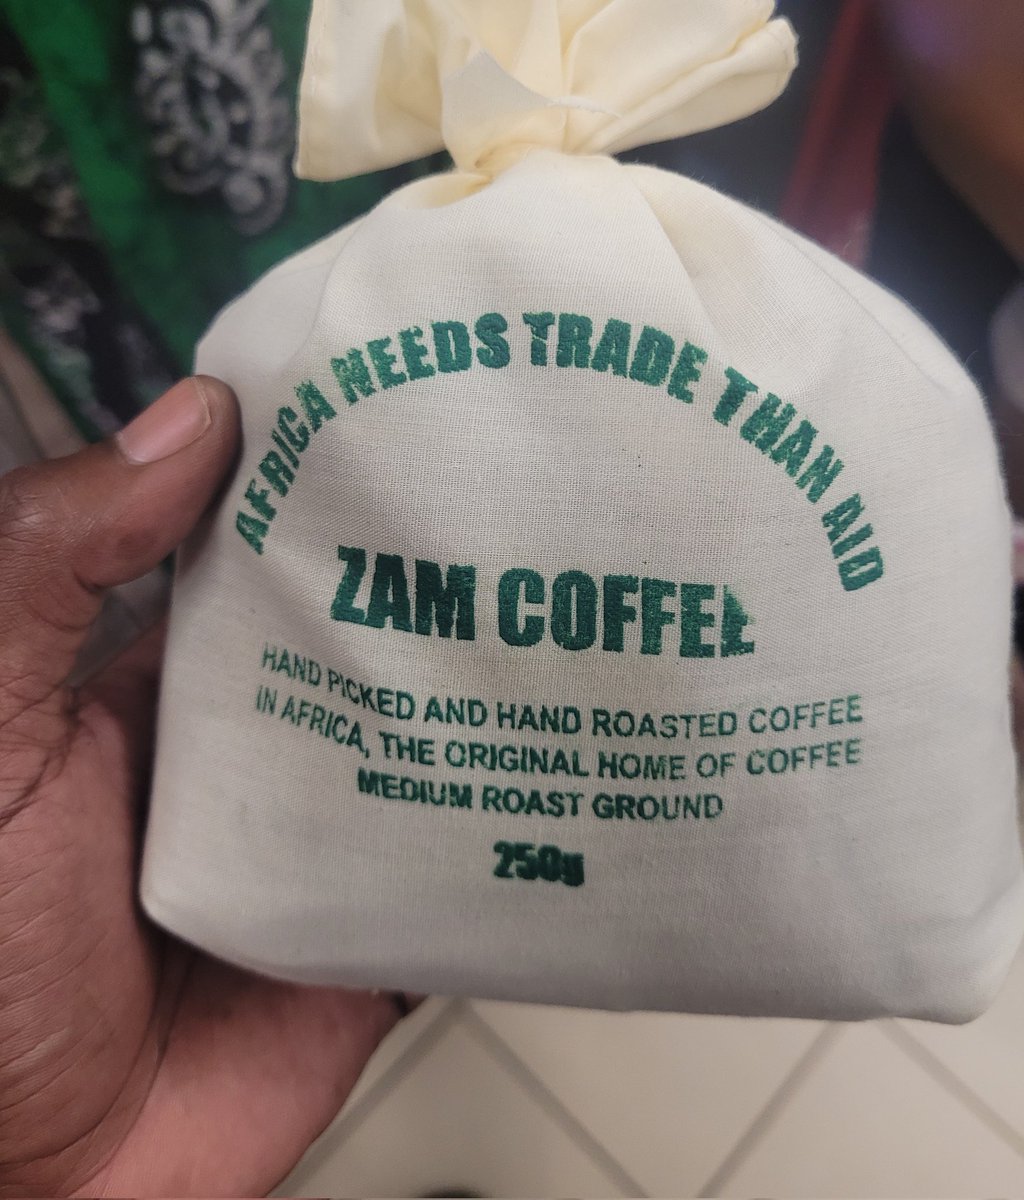 AFRICA NEEDS TRADE THAN AID
ZAM COFFEE
HAND PICKED AND HAND ROASTED COFFEE
IN AFRICA, THE ORIGINAL HOME OF COFFEE
MEDIUM ROAST GROUND
250g